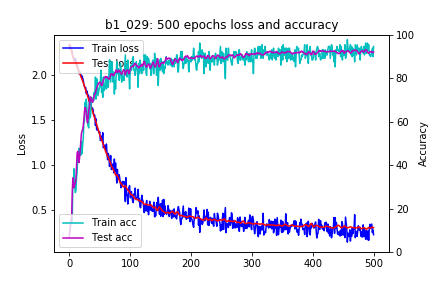 b1_029: 500 epochs loss and accuracy
Train loss
Test loss
2.0
1.5
1.0
0.5
Loss
100
80
60
40
20
0
Accuracy
Train acc
Test acc
0
100
200
300
400
500